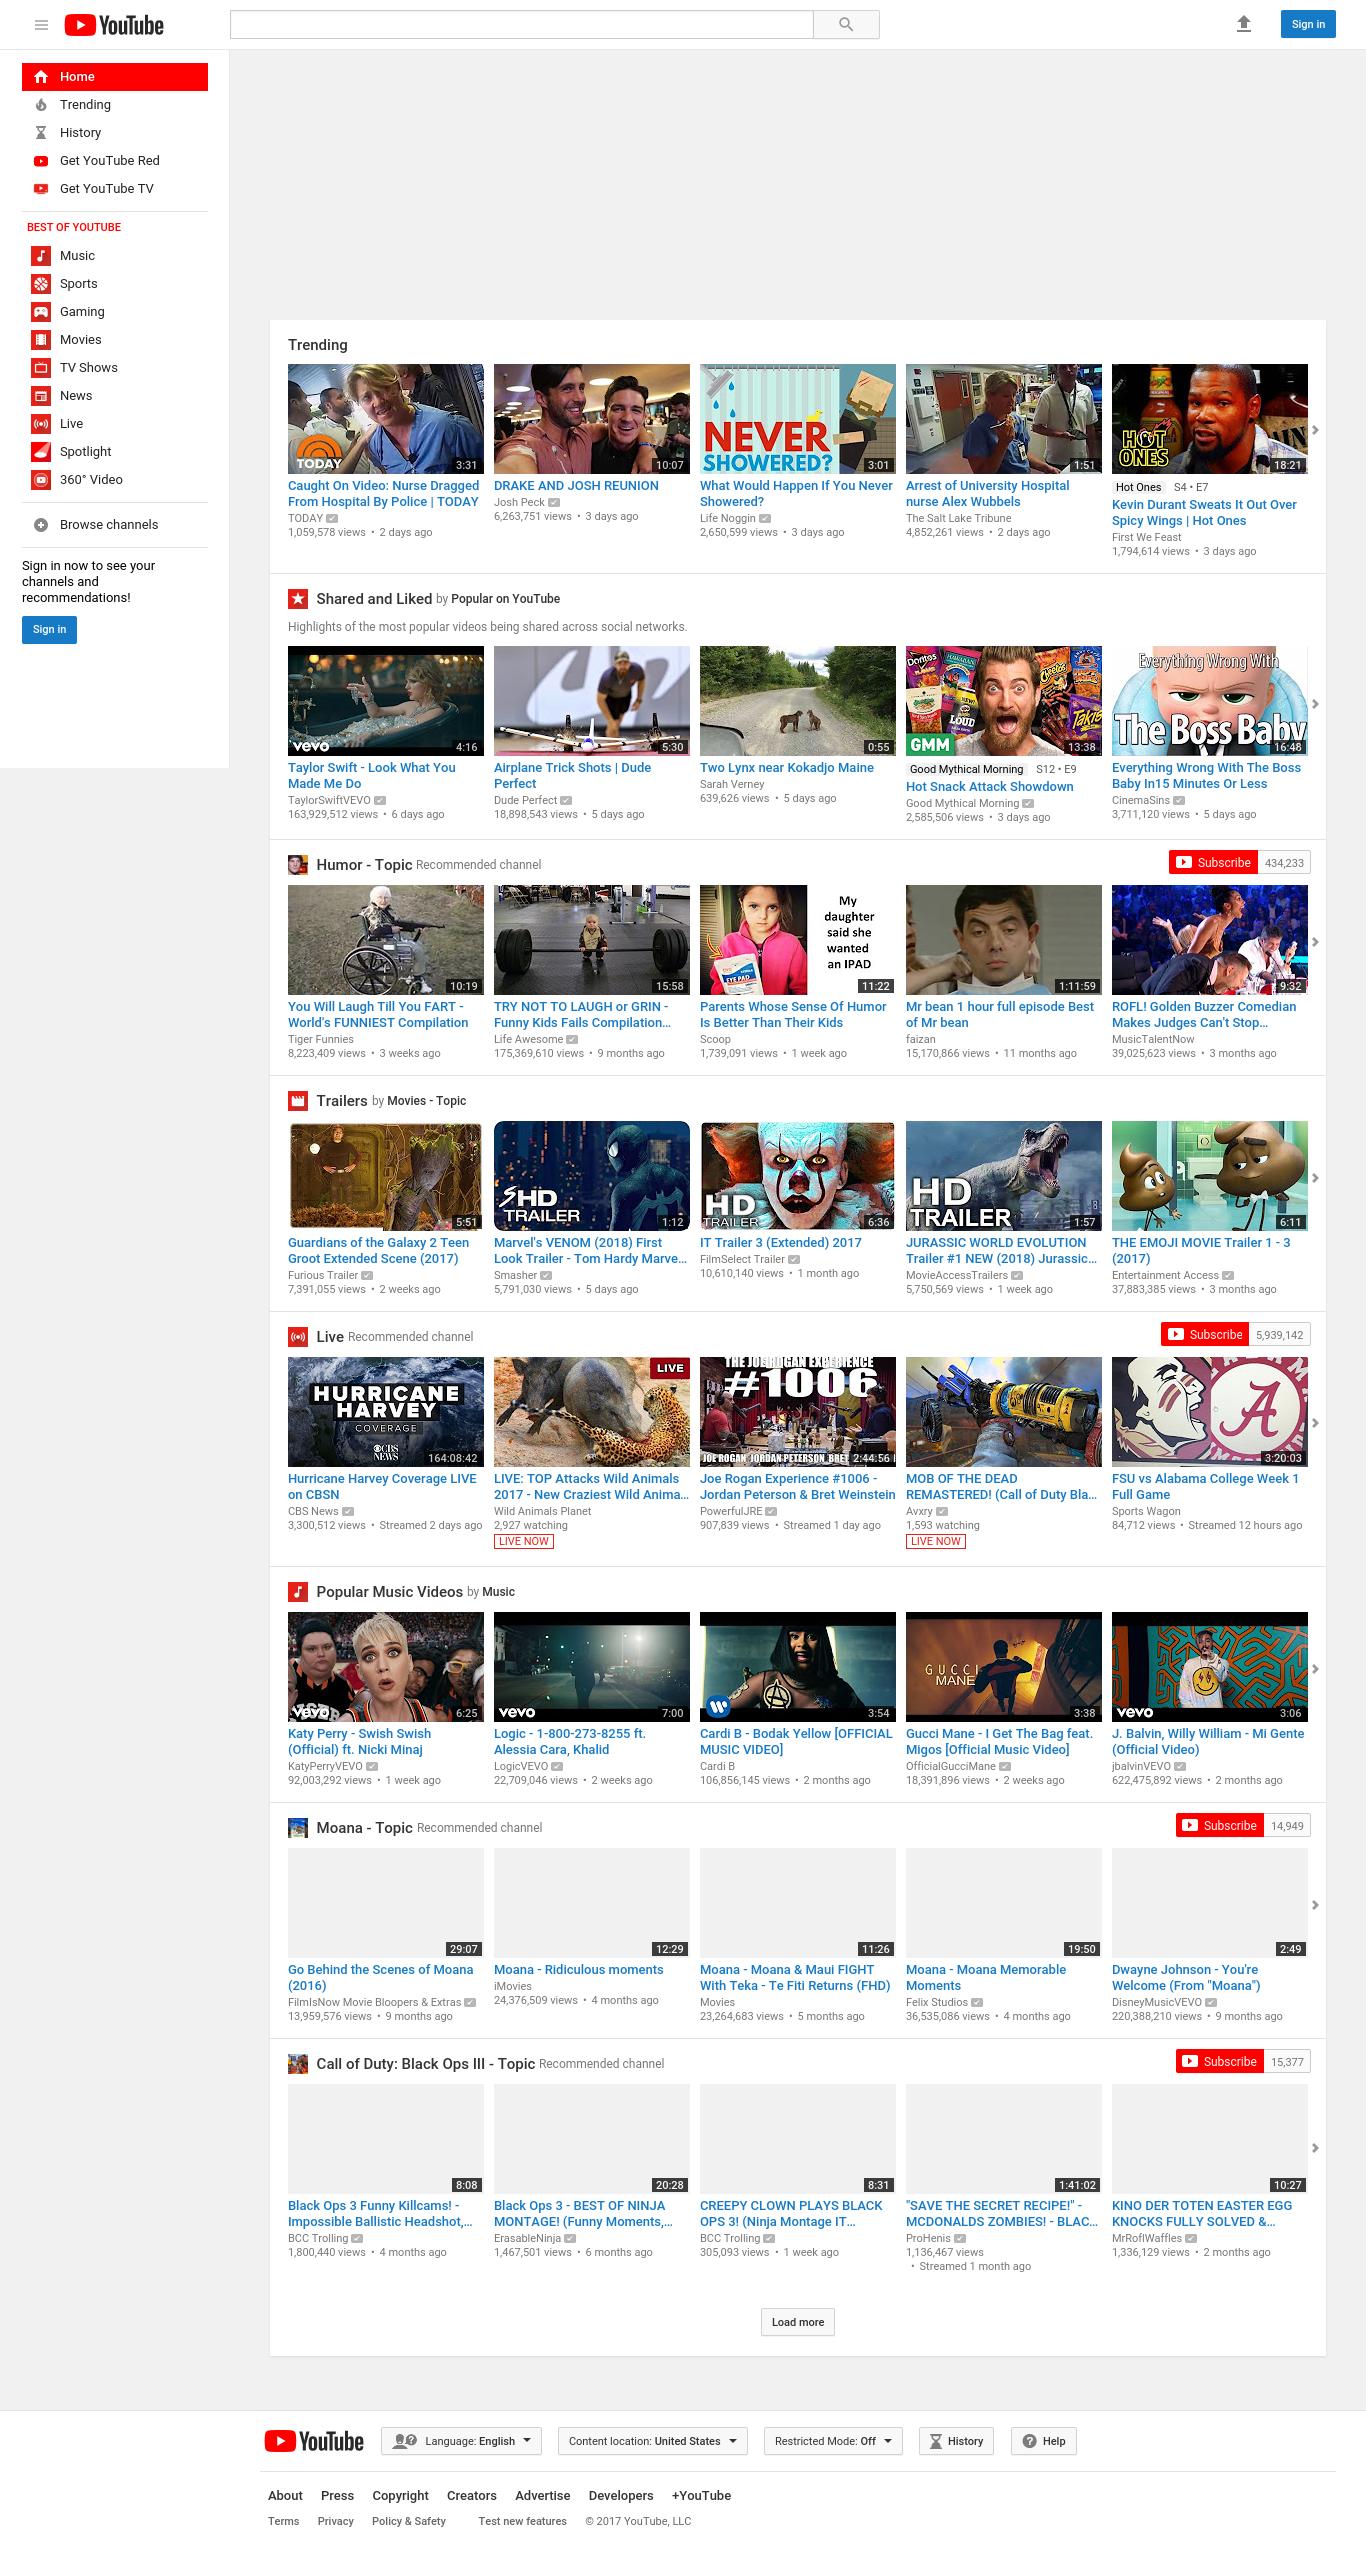 YouTube
Sign in
Home
Trending
History
Get YouTube Red
Get YouTube TV
BEST OF YOUTUBE
Music
Sports
Gaming
Movies
TV Shows
News
Live
Spotlight
360° Video
Browse channels
Sign in now to see your
channels and
recommendations!
Sign in
Trending
TODAY
3:31
Caught On Video: Nurse Dragged
From Hospital By Police | TODAY
TODAY
1,059,578 views • 2 days ago
10:07
DRAKE AND JOSH REUNION
Josh Peck
6,263,751 views • 3 days ago
NEVER
SHOWERED?
3:01
What Would Happen If You Never
Showered?
Life Noggin
2,650,599 views • 3 days ago
1:51
Arrest of University Hospital
nurse Alex Wubbels
The Salt Lake Tribune
4,852,261 views • 2 days ago
HOT
ONES
18:21
Hot Ones S4 • E7
Kevin Durant Sweats It Out Over
Spicy Wings | Hot Ones
First We Feast
1,794,614 views • 3 days ago
Shared and Liked by Popular on YouTube
Highlights of the most popular videos being shared across social networks.
vevo
4:16
Taylor Swift - Look What You
Made Me Do
TaylorSwiftVEVO
163,929,512 views • 6 days ago
5:30
Airplane Trick Shots | Dude
Perfect
Dude Perfect
18,898,543 views • 5 days ago
0:55
Two Lynx near Kokadjo Maine
Sarah Verney
639,626 views • 5 days ago
Doritos
HAWAIIAN
Cheetos
LOUD
Takis
GMM
13:38
Good Mythical Morning S12 • E9
Hot Snack Attack Showdown
Good Mythical Morning
2,585,506 views • 3 days ago
Everything Wrong With
The Boss Baby
16:48
Everything Wrong With The Boss
Baby In15 Minutes Or Less
CinemaSins
3,711,120 views • 5 days ago
Humor - Topic Recommended channel
Subscribe 434,233
10:19
You Will Laugh Till You FART -
World's FUNNIEST Compilation
Tiger Funnies
8,223,409 views • 3 weeks ago
15:58
TRY NOT TO LAUGH or GRIN -
Funny Kids Fails Compilation...
Life Awesome
175,369,610 views • 9 months ago
My
daughter
said she
wanted
an IPAD
EYE PAD
11:22
Parents Whose Sense Of Humor
Is Better Than Their Kids
Scoop
1,739,091 views • 1 week ago
1:11:59
Mr bean 1 hour full episode Best
of Mr bean
faizan
15,170,866 views • 11 months ago
9:32
ROFL! Golden Buzzer Comedian
Makes Judges Can't Stop...
MusicTalentNow
39,025,623 views • 3 months ago
Trailers by Movies - Topic
5:51
Guardians of the Galaxy 2 Teen
Groot Extended Scene (2017)
Furious Trailer
7,391,055 views • 2 weeks ago
HD
TRAILER
1:12
Marvel's VENOM (2018) First
Look Trailer - Tom Hardy Marve...
Smasher
5,791,030 views • 5 days ago
HD
TRAILER
6:36
IT Trailer 3 (Extended) 2017
FilmSelect Trailer
10,610,140 views • 1 month ago
HD
TRAILER
1:57
JURASSIC WORLD EVOLUTION
Trailer #1 NEW (2018) Jurassic...
MovieAccessTrailers
5,750,569 views • 1 week ago
6:11
THE EMOJI MOVIE Trailer 1 - 3
(2017)
Entertainment Access
37,883,385 views • 3 months ago
Live Recommended channel
Subscribe 5,939,142
HURRICANE
HARVEY
COVERAGE
CBS
NEWS
164:08:42
Hurricane Harvey Coverage LIVE
on CBSN
CBS News
3,300,512 views • Streamed 2 days ago
LIVE
LIVE: TOP Attacks Wild Animals
2017 - New Craziest Wild Anima...
Wild Animals Planet
2,927 watching
LIVE NOW
THE JOE ROGAN EXPERIENCE
#1006
JOE ROGAN JORDAN PETERSON BRET
2:44:56
Joe Rogan Experience #1006 -
Jordan Peterson & Bret Weinstein
PowerfulJRE
907,839 views • Streamed 1 day ago
MOB OF THE DEAD
REMASTERED! (Call of Duty Bla...
Avxry
1,593 watching
LIVE NOW
A
3:20:03
FSU vs Alabama College Week 1
Full Game
Sports Wagon
84,712 views • Streamed 12 hours ago
Popular Music Videos by Music
vevo
6:25
Katy Perry - Swish Swish
(Official) ft. Nicki Minaj
KatyPerryVEVO
92,003,292 views • 1 week ago
vevo
7:00
Logic - 1-800-273-8255 ft.
Alessia Cara, Khalid
LogicVEVO
22,709,046 views • 2 weeks ago
3:54
Cardi B - Bodak Yellow [OFFICIAL
MUSIC VIDEO]
Cardi B
106,856,145 views • 2 months ago
GUCCI
MANE
3:38
Gucci Mane - I Get The Bag feat.
Migos [Official Music Video]
OfficialGucciMane
18,391,896 views • 2 weeks ago
vevo
3:06
J. Balvin, Willy William - Mi Gente
(Official Video)
jbalvinVEVO
622,475,892 views • 2 months ago
Moana - Topic Recommended channel
Subscribe 14,949
29:07
Go Behind the Scenes of Moana
(2016)
FilmIsNow Movie Bloopers & Extras
13,959,576 views • 9 months ago
12:29
Moana - Ridiculous moments
iMovies
24,376,509 views • 4 months ago
11:26
Moana - Moana & Maui FIGHT
With Teka - Te Fiti Returns (FHD)
Movies
23,264,683 views • 5 months ago
19:50
Moana - Moana Memorable
Moments
Felix Studios
36,535,086 views • 4 months ago
2:49
Dwayne Johnson - You're
Welcome (From "Moana")
DisneyMusicVEVO
220,388,210 views • 9 months ago
Call of Duty: Black Ops III - Topic Recommended channel
Subscribe 15,377
8:08
Black Ops 3 Funny Killcams! -
Impossible Ballistic Headshot,...
BCC Trolling
1,800,440 views • 4 months ago
20:28
Black Ops 3 - BEST OF NINJA
MONTAGE! (Funny Moments,...
ErasableNinja
1,467,501 views • 6 months ago
8:31
CREEPY CLOWN PLAYS BLACK
OPS 3! (Ninja Montage IT...
BCC Trolling
305,093 views • 1 week ago
1:41:02
"SAVE THE SECRET RECIPE!" -
MCDONALDS ZOMBIES! - BLAC...
ProHenis
1,136,467 views
• Streamed 1 month ago
10:27
KINO DER TOTEN EASTER EGG
KNOCKS FULLY SOLVED &...
MrRoflWaffles
1,336,129 views • 2 months ago
Load more
YouTube
Language: English
Content location: United States
Restricted Mode: Off
History
Help
About Press Copyright Creators Advertise Developers +YouTube
Terms Privacy Policy & Safety Test new features © 2017 YouTube, LLC